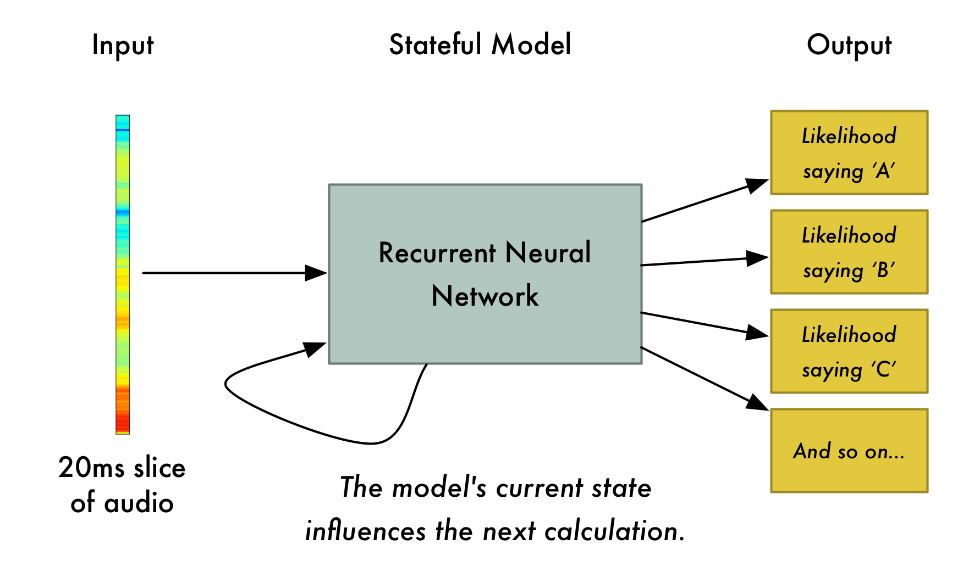 Input
Stateful Model
Output
Likelihood
saying ‘A’
Likelihood
saying ‘B’
Recurrent Neural
Network
Likelihood
saying ‘C’
And so on...
20ms slice
of audio
The model's current state
influences the next calculation.